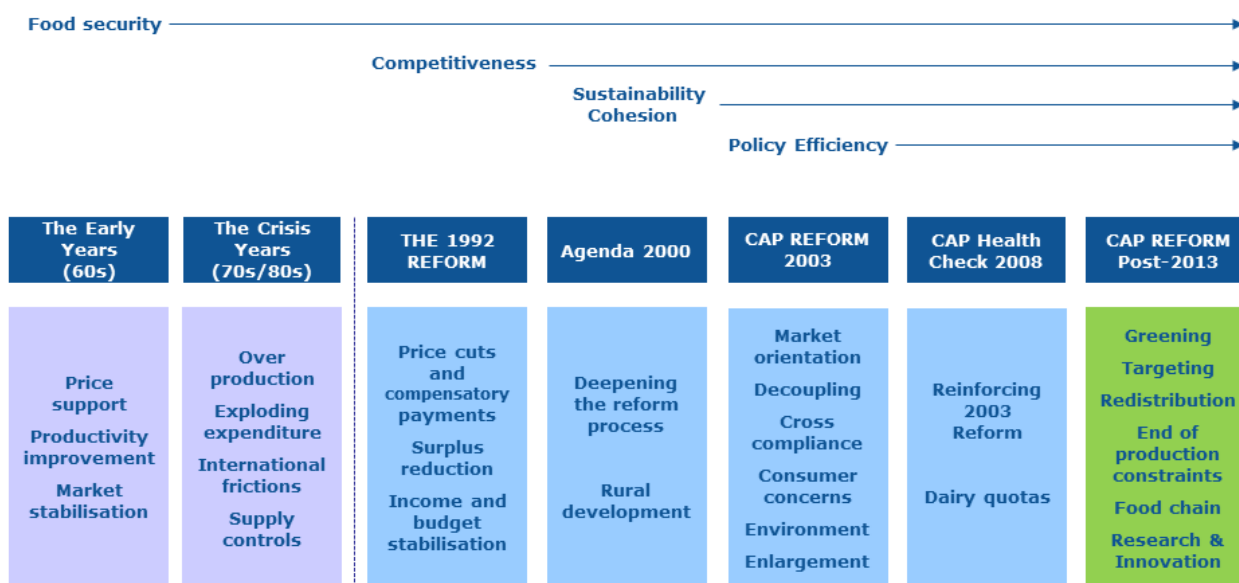 Food security
Competitiveness
Sustainability
Cohesion
Policy Efficiency
The Early
Years
(60s)
The Crisis
Years
(70s/80s)
THE 1992
REFORM
Agenda 2000
CAP REFORM
2003
CAP Health
Check 2008
CAP REFORM
Post-2013
Price
support
Productivity
improvement
Market
stabilisation
Over
production
Exploding
expenditure
International
frictions
Supply
controls
Price cuts
and
compensatory
payments
Surplus
reduction
Income and
budget
stabilisation
Deepening
the reform
process
Rural
development
Market
orientation
Decoupling
Cross
compliance
Consumer
concerns
Environment
Enlargement
Reinforcing
2003
Reform
Dairy quotas
Greening
Targeting
Redistribution
End of
production
constraints
Food chain
Research &
Innovation